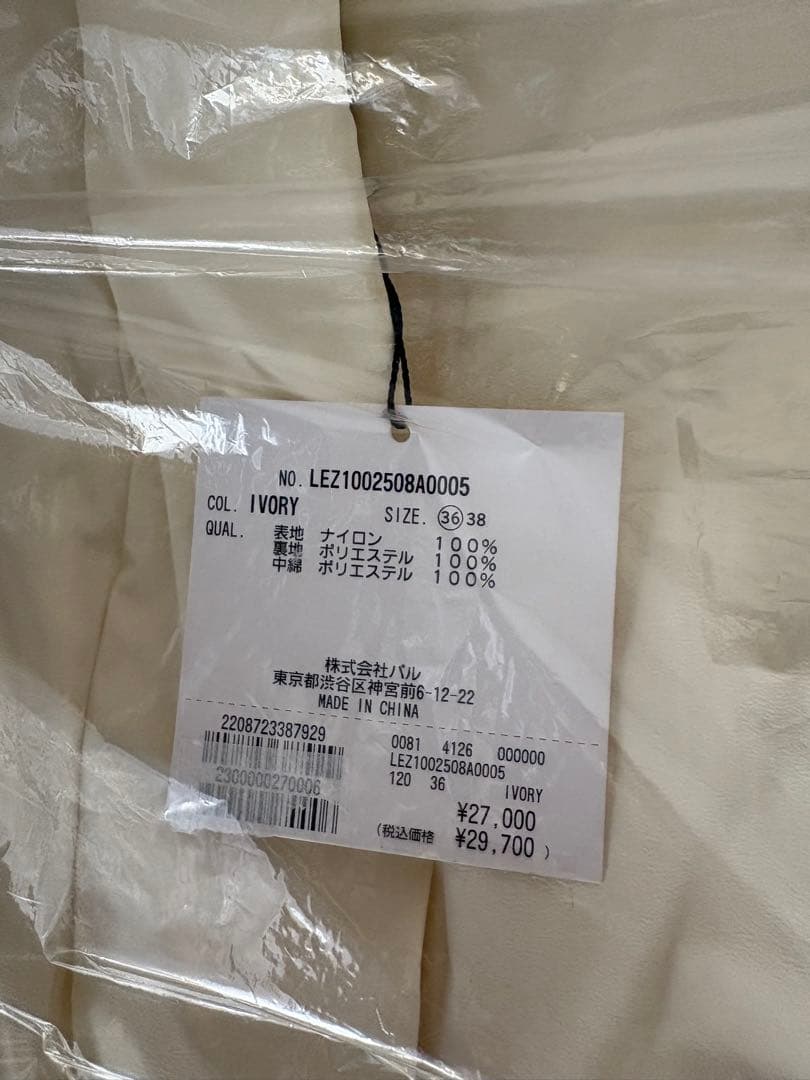 NO. LEZ1002508A0005
COL. IVORY
SIZE. 36 38
QUAL. 表地 ナイロン 100%
裏地 ポリエステル 100%
中綿 ポリエステル 100%
株式会社パル
東京都渋谷区神宮前6-12-22
MADE IN CHINA
2208723387929
2300000270006
0081 4126 000000
LEZ1002508A0005
120 36 IVORY
¥27,000
(税込価格 ¥29,700 )